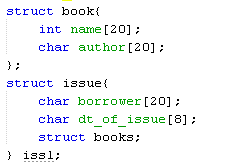 struct book{
int name[20];
char author[20];
};
struct issue{
char borrower[20];
char dt_of_issue[8];
struct books;
} iss1;